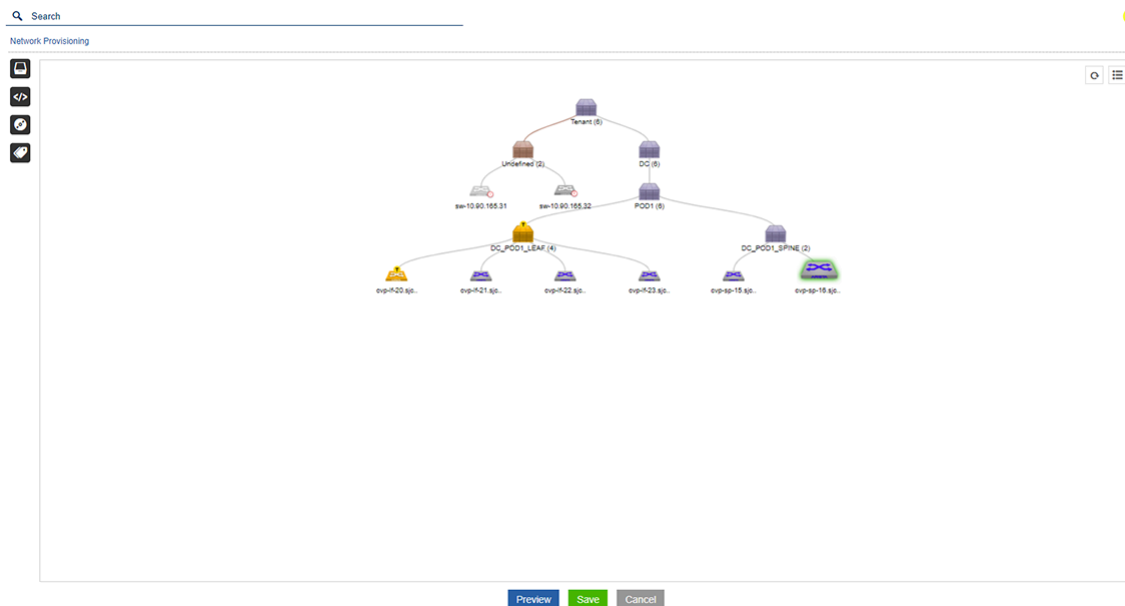 Search
Network Provisioning
Tenant (8)
Undefined (2)
DC (6)
sw-10.90.165.31
sw-10.90.165.32
POD1 (6)
DC_POD1_LEAF (4)
DC_POD1_SPINE (2)
cvp-lf-20.sjc..
cvp-lf-21.sjc..
cvp-lf-22.sjc..
cvp-lf-23.sjc..
cvp-sp-15.sjc..
cvp-sp-16.sjc..
Preview
Save
Cancel